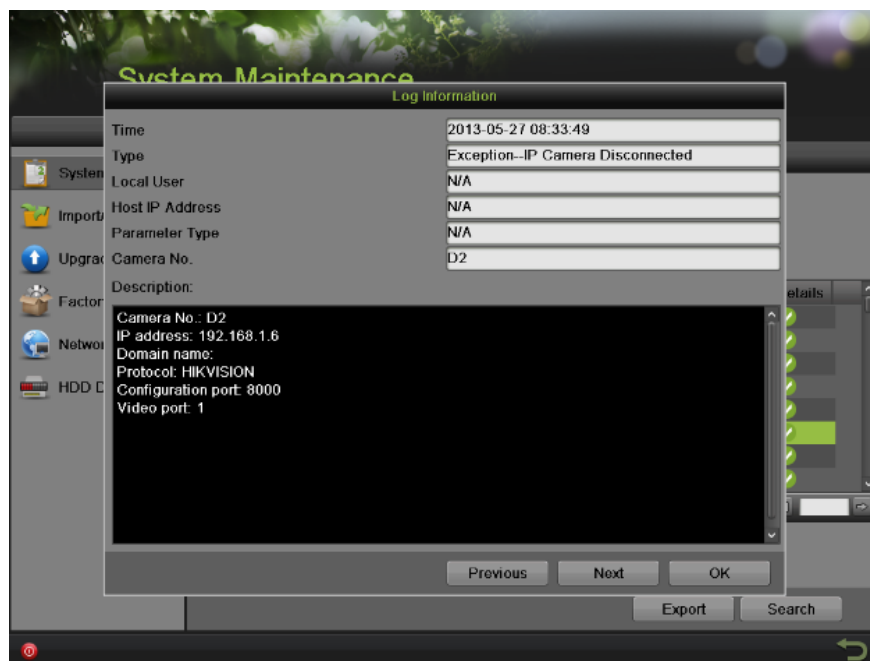 System Maintenance
Log Information
Time 2013-05-27 08:33:49
Type Exception--IP Camera Disconnected
Local User N/A
Host IP Address N/A
Parameter Type N/A
Camera No. D2
Description:
Camera No.: D2
IP address: 192.168.1.6
Domain name:
Protocol: HIKVISION
Configuration port: 8000
Video port: 1
Previous Next OK
Export Search